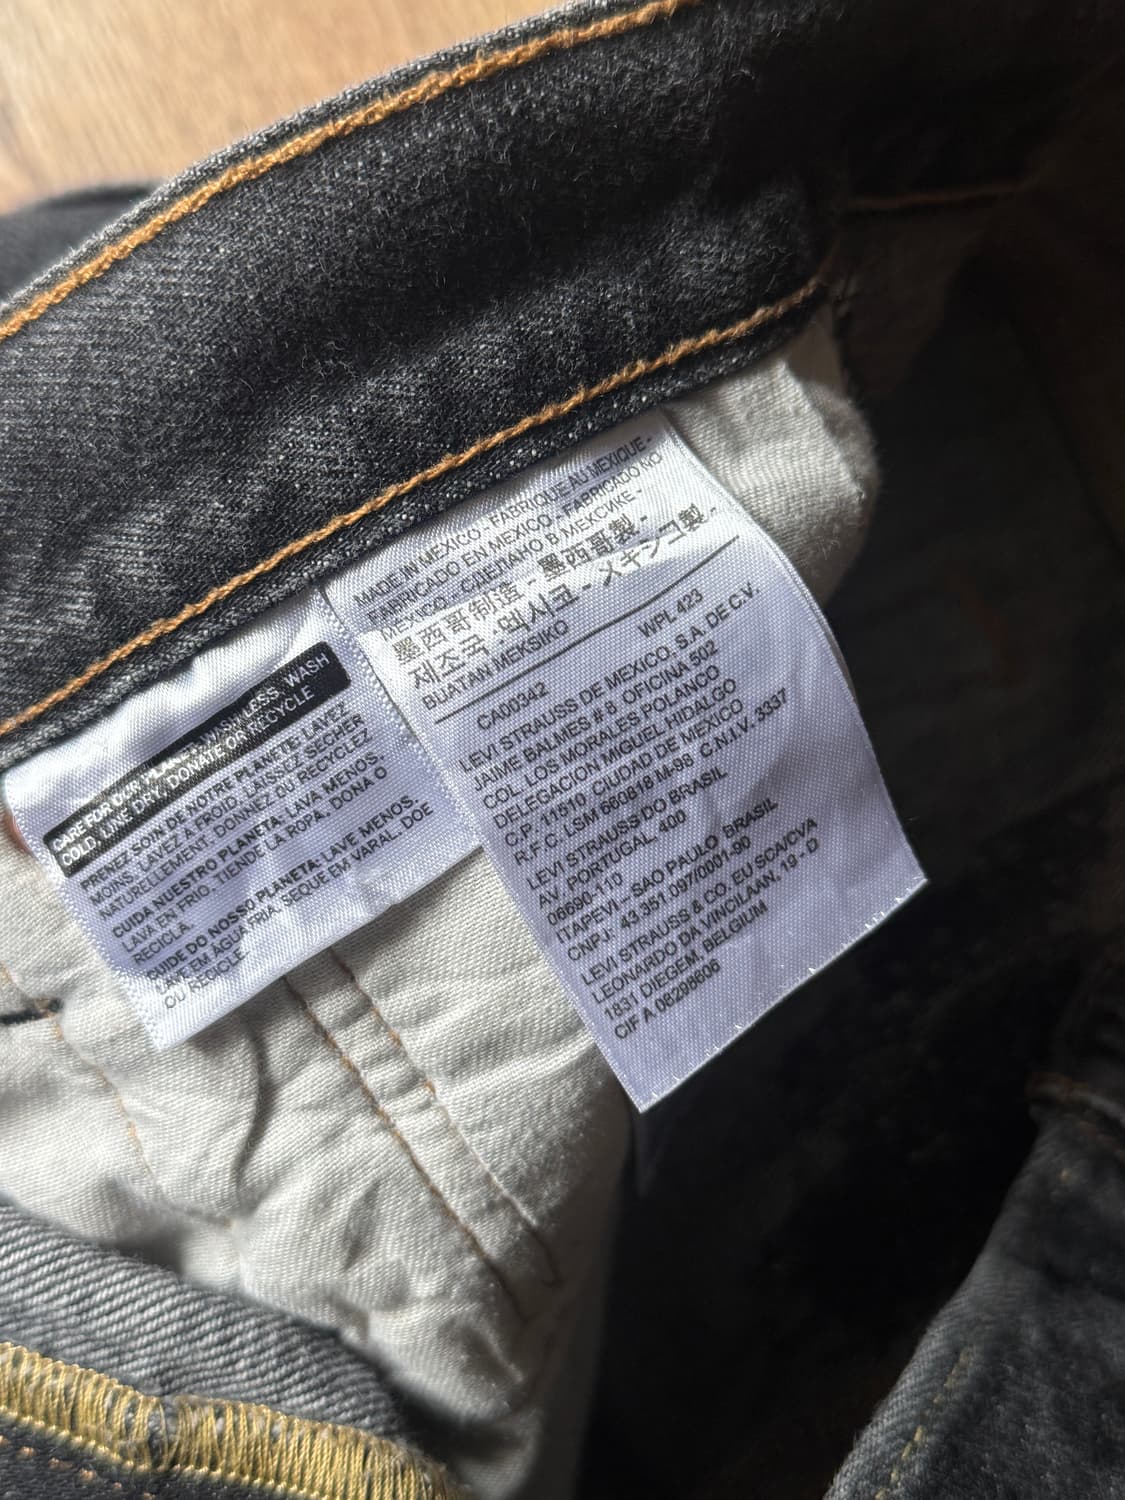 CARE FOR OUR PLANET: WASH LESS, WASH
COLD, LINE DRY, DONATE OR RECYCLE
PRENEZ SOIN DE NOTRE PLANETE: LAVEZ
MOINS, LAVEZ A FROID, LAISSEZ SECHER
NATURELLEMENT, DONNEZ OU RECYCLEZ
CUIDA NUESTRO PLANETA: LAVA MENOS,
LAVA EN FRIO, TIENDE LA ROPA, DONA O
RECICLA.
CUIDE DO NOSSO PLANETA: LAVE MENOS,
LAVE EM ÁGUA FRIA, SEQUE EM VARAL, DOE
OU RECICLE.
MADE IN MEXICO - FABRIQUE AU MEXIQUE -
FABRICADO EN MEXICO - FABRICADO NO
MEXICO - СДЕЛАНО В МЕКСИКЕ -
墨西哥制造 - 墨西哥製 -
제조국 -멕시코 - メキシコ製 -
BUATAN MEKSIKO
CA00342 WPL 423
LEVI STRAUSS DE MEXICO, S.A. DE C.V.
JAIME BALMES # 8 OFICINA 502
COL. LOS MORALES POLANCO
DELEGACION MIGUEL HIDALGO
C.P. 11510 CIUDAD DE MEXICO
R.F.C. LSM 660818 M-98 C.N.I.V. 3337
LEVI STRAUSS DO BRASIL
AV. PORTUGAL, 400
06690-110
ITAPEVI - SAO PAULO BRASIL
CNPJ: 43.351.097/0001-90
LEVI STRAUSS & CO. EU SCA/CVA
LEONARDO DA VINCILAAN, 19 - D
1831 DIEGEM, BELGIUM
CIF A 08298606